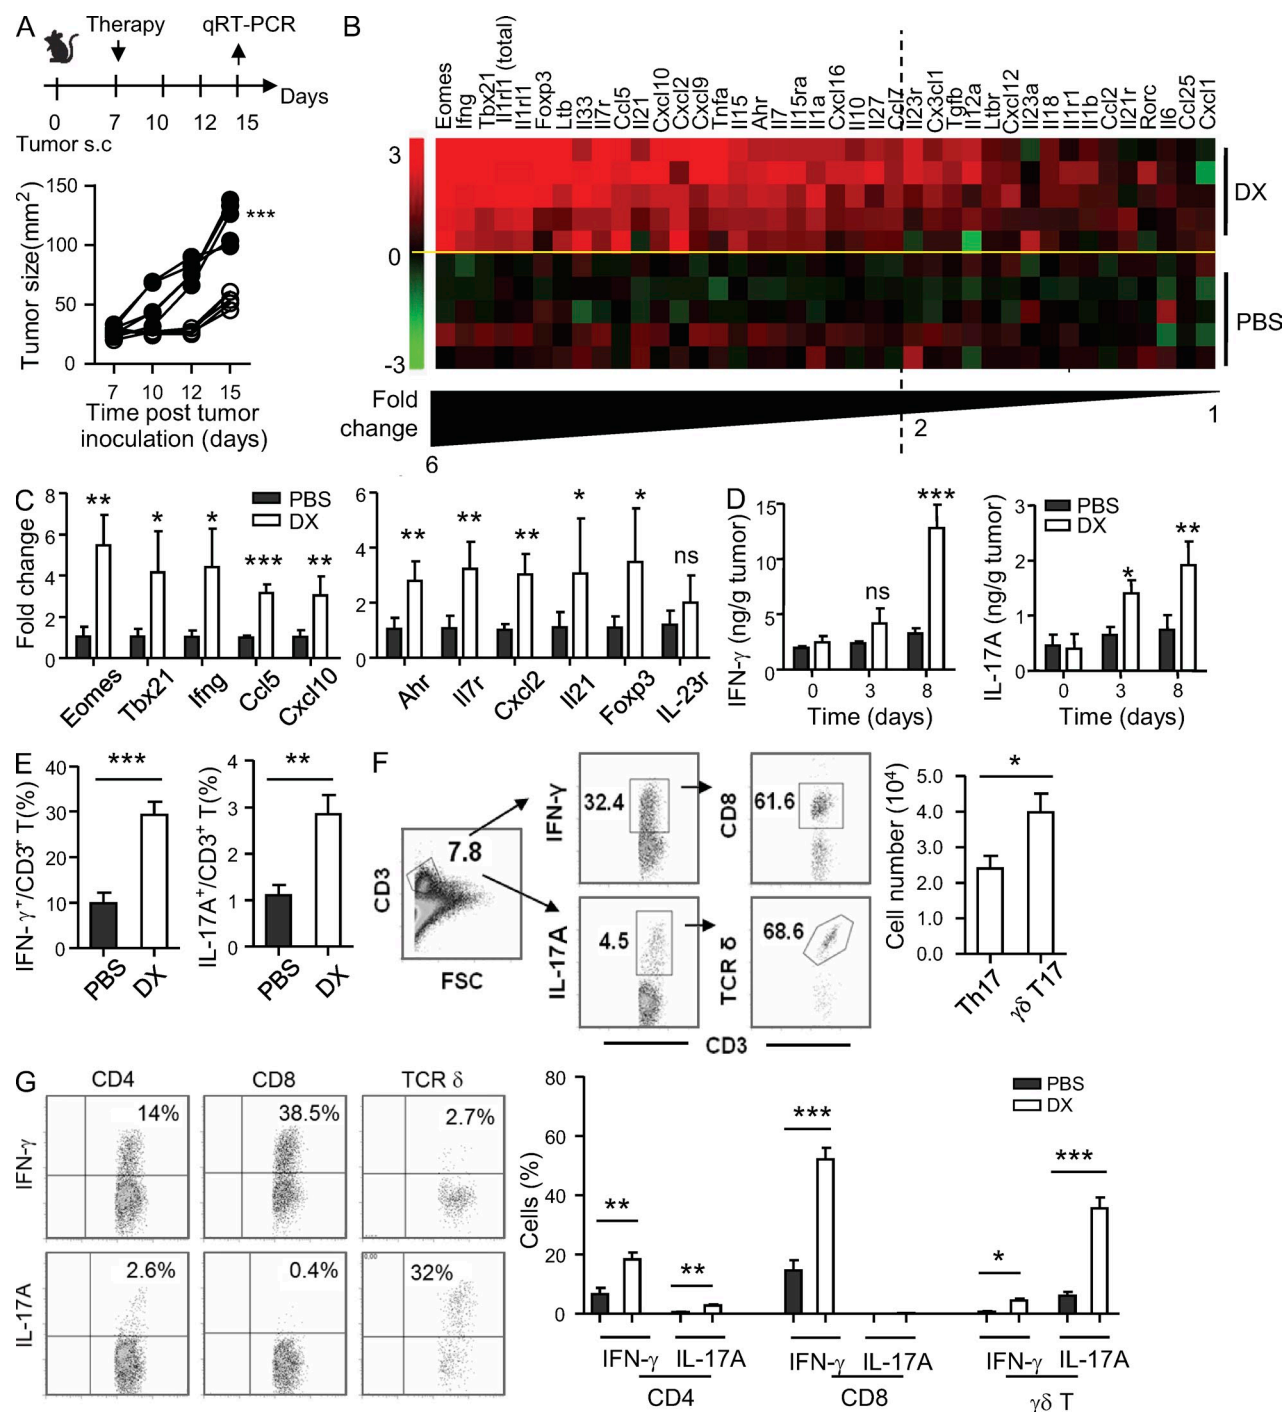 A
Therapy
qRT-PCR
0
7
10
12
15
Days
Tumor s.c
Tumor size(mm²)
150
100
50
0
***
7
10
12
15
Time post tumor
inoculation (days)
B
Eomes
Ifng
Tbx21
Il1rl1 (total)
Il1rl1
Foxp3
Ltb
Il33
Il7r
Ccl5
Il21
Cxcl10
Cxcl2
Cxcl9
Tnfa
Il15
Ahr
Il7
Il15ra
Il1a
Cxcl16
Il10
Il27
Ccl7
Il23r
Cx3cl1
Tgfb
Il12a
Ltbr
Cxcl12
Il23a
Il18
Il1r1
Il1b
Ccl2
Il21r
Rorc
Il6
Ccl25
Cxcl1
3
0
-3
DX
PBS
Fold
change
6
2
1
C
Fold change
8
6
4
2
0
PBS
DX
**
*
*
***
**
Eomes
Tbx21
Ifng
Ccl5
Cxcl10
6
4
2
0
**
**
**
*
*
ns
Ahr
Il7r
Cxcl2
Il21
Foxp3
IL-23r
D
IFN-γ (ng/g tumor)
15
10
5
0
ns
***
0
3
8
Time (days)
IL-17A (ng/g tumor)
3
2
1
0
PBS
DX
*
**
0
3
8
Time (days)
E
IFN-γ⁺/CD3⁺ T(%)
40
30
20
10
0
***
PBS
DX
IL-17A⁺/CD3⁺ T(%)
4
3
2
1
0
**
PBS
DX
F
CD3
7.8
FSC
IFN-γ
32.4
CD8
61.6
IL-17A
4.5
TCR δ
68.6
CD3
Cell number (10⁴)
5.0
4.0
3.0
2.0
1.0
0.0
*
Th17
γδ T17
G
CD4
CD8
TCR δ
IFN-γ
14%
38.5%
2.7%
IL-17A
2.6%
0.4%
32%
Cells (%)
80
60
40
20
0
PBS
DX
**
**
***
*
***
IFN-γ
IL-17A
IFN-γ
IL-17A
IFN-γ
IL-17A
CD4
CD8
γδ T